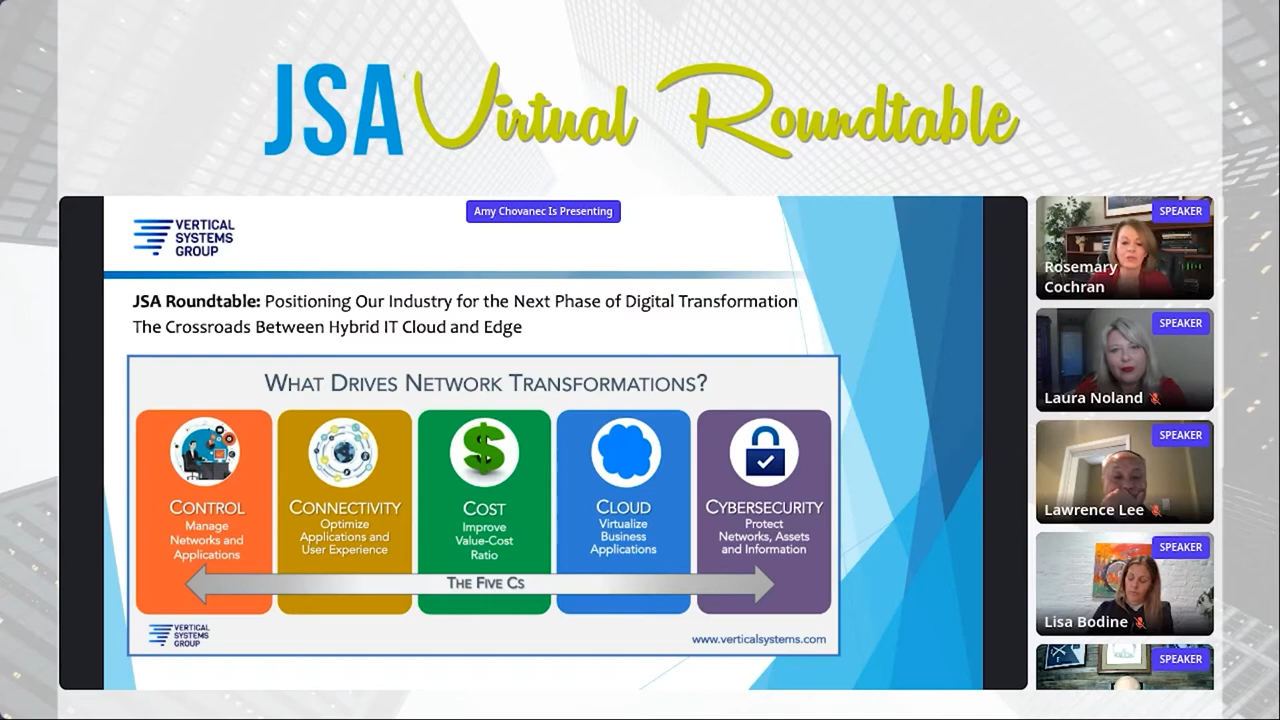 JSA Virtual Roundtable
Amy Chovanec Is Presenting
VERTICAL
SYSTEMS
GROUP
JSA Roundtable: Positioning Our Industry for the Next Phase of Digital Transformation
The Crossroads Between Hybrid IT Cloud and Edge
WHAT DRIVES NETWORK TRANSFORMATIONS?
CONTROL
Manage
Networks and
Applications
CONNECTIVITY
Optimize
Applications and
User Experience
COST
Improve
Value-Cost
Ratio
CLOUD
Virtualize
Business
Applications
CYBERSECURITY
Protect
Networks, Assets
and Information
THE FIVE CS
VERTICAL
SYSTEMS
GROUP
www.verticalsystems.com
SPEAKER
Rosemary
Cochran
SPEAKER
Laura Noland
SPEAKER
Lawrence Lee
SPEAKER
Lisa Bodine
SPEAKER